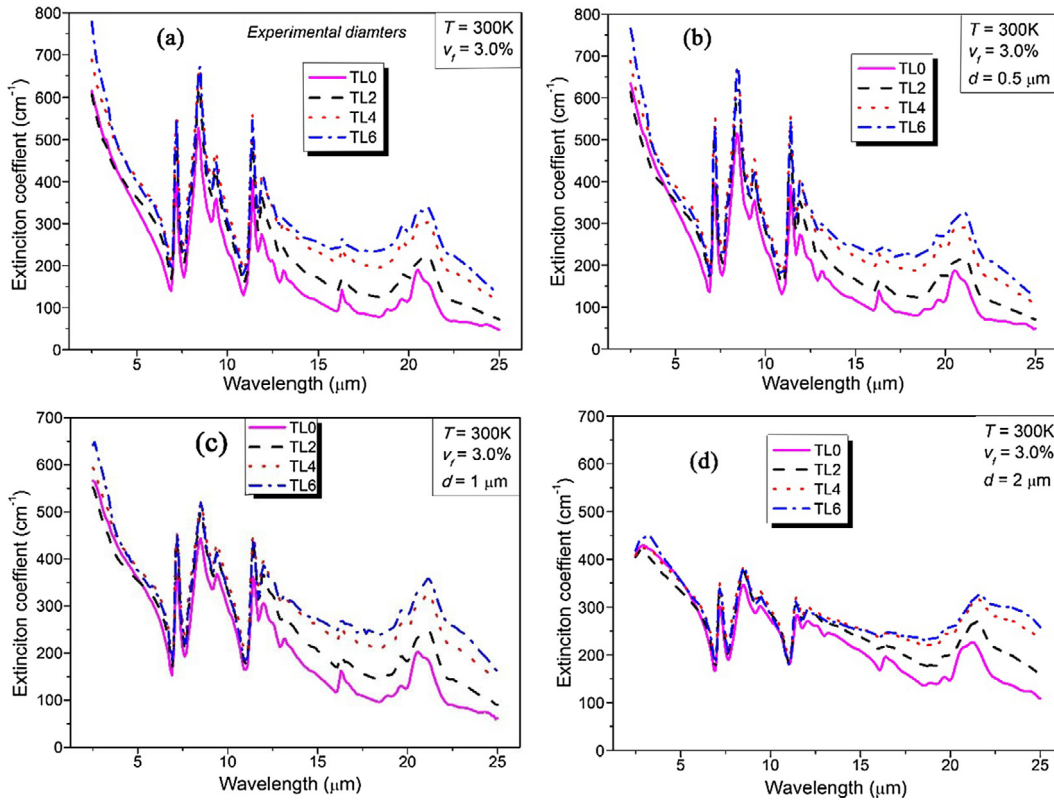 (a)
Experimental diamters
T = 300K
v_f = 3.0%
TL0
TL2
TL4
TL6
800
700
600
500
400
300
200
100
0
Extinciton coeffient (cm⁻¹)
5
10
15
20
25
Wavelength (μm)
(b)
T = 300K
v_f = 3.0%
d = 0.5 μm
TL0
TL2
TL4
TL6
800
700
600
500
400
300
200
100
0
Extinciton coeffient (cm⁻¹)
5
10
15
20
25
Wavelength (μm)
(c)
T = 300K
v_f = 3.0%
d = 1 μm
TL0
TL2
TL4
TL6
700
600
500
400
300
200
100
0
Extinciton coeffient (cm⁻¹)
5
10
15
20
25
Wavelength (μm)
(d)
T = 300K
v_f = 3.0%
d = 2 μm
TL0
TL2
TL4
TL6
700
600
500
400
300
200
100
0
Extinciton coeffient (cm⁻¹)
5
10
15
20
25
Wavelength (μm)